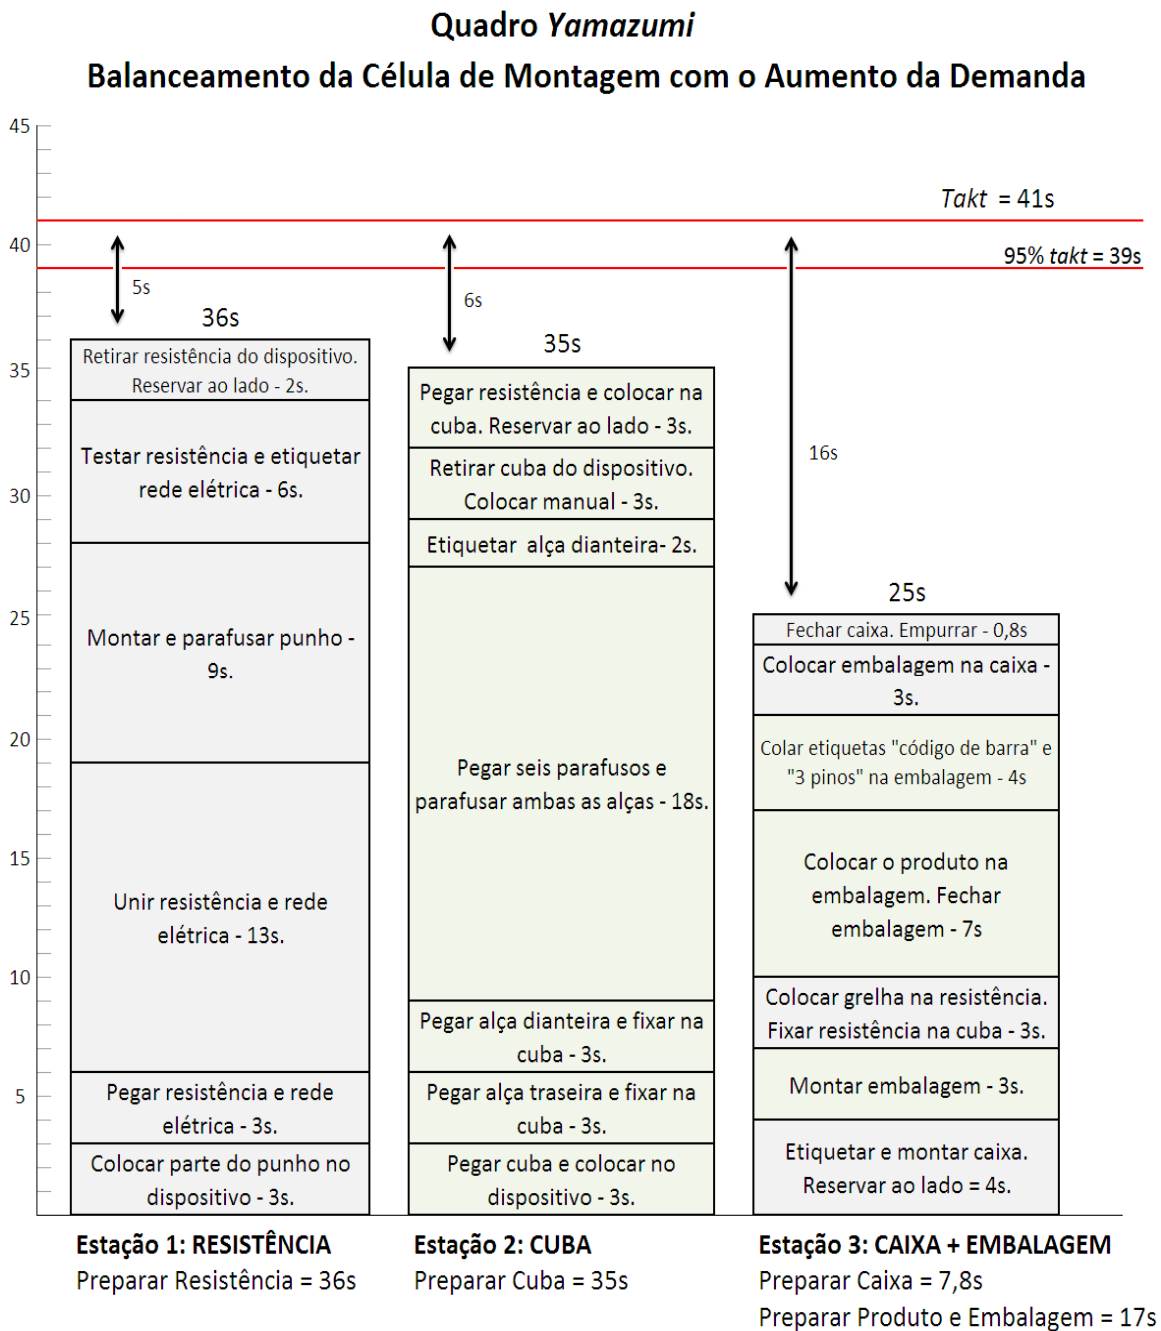 Quadro Yamazumi
Balanceamento da Célula de Montagem com o Aumento da Demanda
45
40
35
30
25
20
15
10
5
Takt = 41s
95% takt = 39s
5s
36s
Retirar resistência do dispositivo.
Reservar ao lado - 2s.
Testar resistência e etiquetar
rede elétrica - 6s.
Montar e parafusar punho -
9s.
Unir resistência e rede
elétrica - 13s.
Pegar resistência e rede
elétrica - 3s.
Colocar parte do punho no
dispositivo - 3s.
Estação 1: RESISTÊNCIA
Preparar Resistência = 36s
6s
35s
Pegar resistência e colocar na
cuba. Reservar ao lado - 3s.
Retirar cuba do dispositivo.
Colocar manual - 3s.
Etiquetar alça dianteira- 2s.
Pegar seis parafusos e
parafusar ambas as alças - 18s.
Pegar alça dianteira e fixar na
cuba - 3s.
Pegar alça traseira e fixar na
cuba - 3s.
Pegar cuba e colocar no
dispositivo - 3s.
Estação 2: CUBA
Preparar Cuba = 35s
16s
25s
Fechar caixa. Empurrar - 0,8s
Colocar embalagem na caixa -
3s.
Colar etiquetas "código de barra" e
"3 pinos" na embalagem - 4s
Colocar o produto na
embalagem. Fechar
embalagem - 7s
Colocar grelha na resistência.
Fixar resistência na cuba - 3s.
Montar embalagem - 3s.
Etiquetar e montar caixa.
Reservar ao lado = 4s.
Estação 3: CAIXA + EMBALAGEM
Preparar Caixa = 7,8s
Preparar Produto e Embalagem = 17s